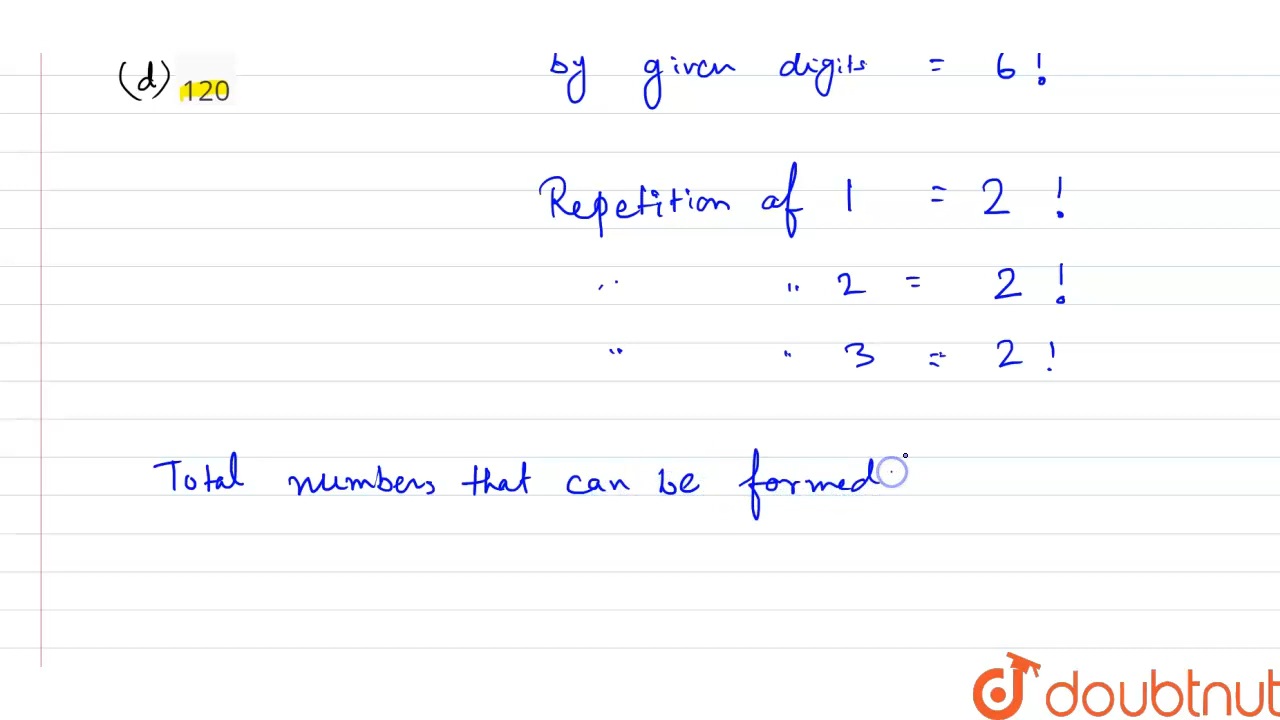 (d) 120
by given digits = 6!
Repetition of 1 = 2!
" " 2 = 2!
" " 3 = 2!
Total numbers that can be formed
doubtnut